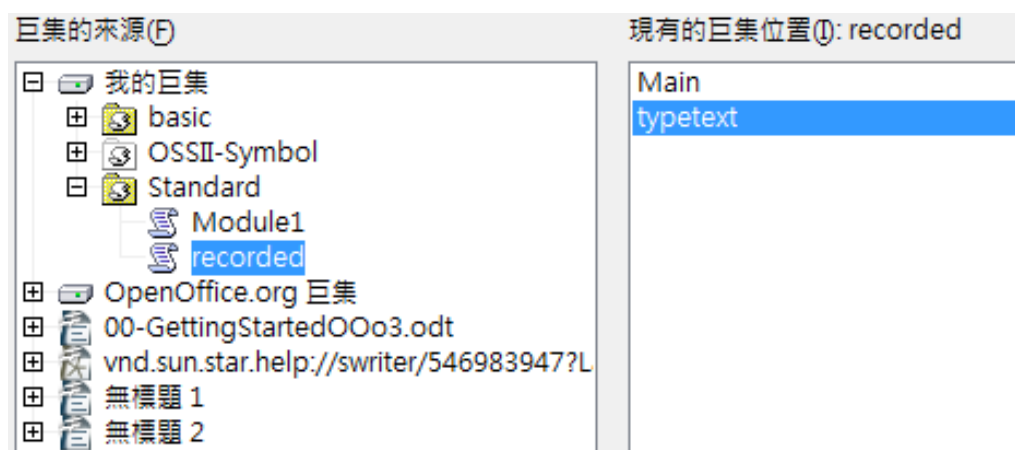 巨集的來源(F)
現有的巨集位置(I): recorded
我的巨集
basic
OSSII-Symbol
Standard
Module1
recorded
OpenOffice.org 巨集
00-GettingStartedOOo3.odt
vnd.sun.star.help://swriter/546983947?L
無標題 1
無標題 2
Main
typetext